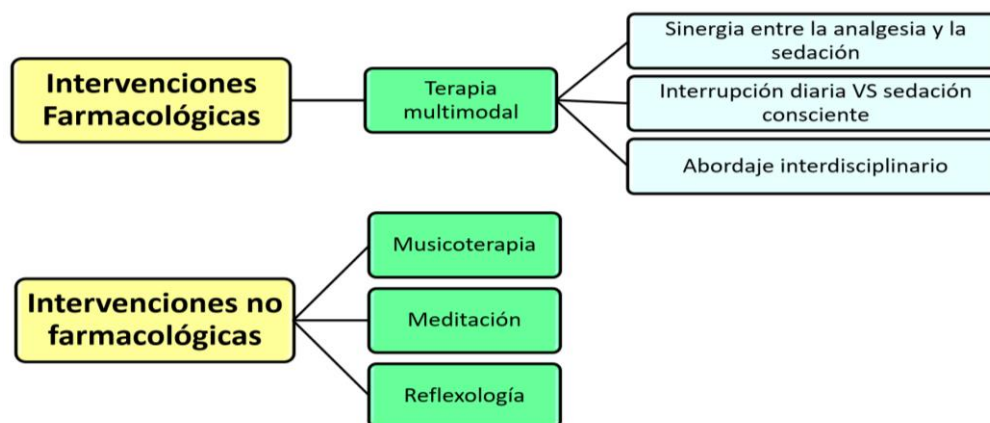 Intervenciones
Farmacológicas
Terapia
multimodal
Sinergia entre la analgesia y la
sedación
Interrupción diaria VS sedación
consciente
Abordaje interdisciplinario
Intervenciones no
farmacológicas
Musicoterapia
Meditación
Reflexología